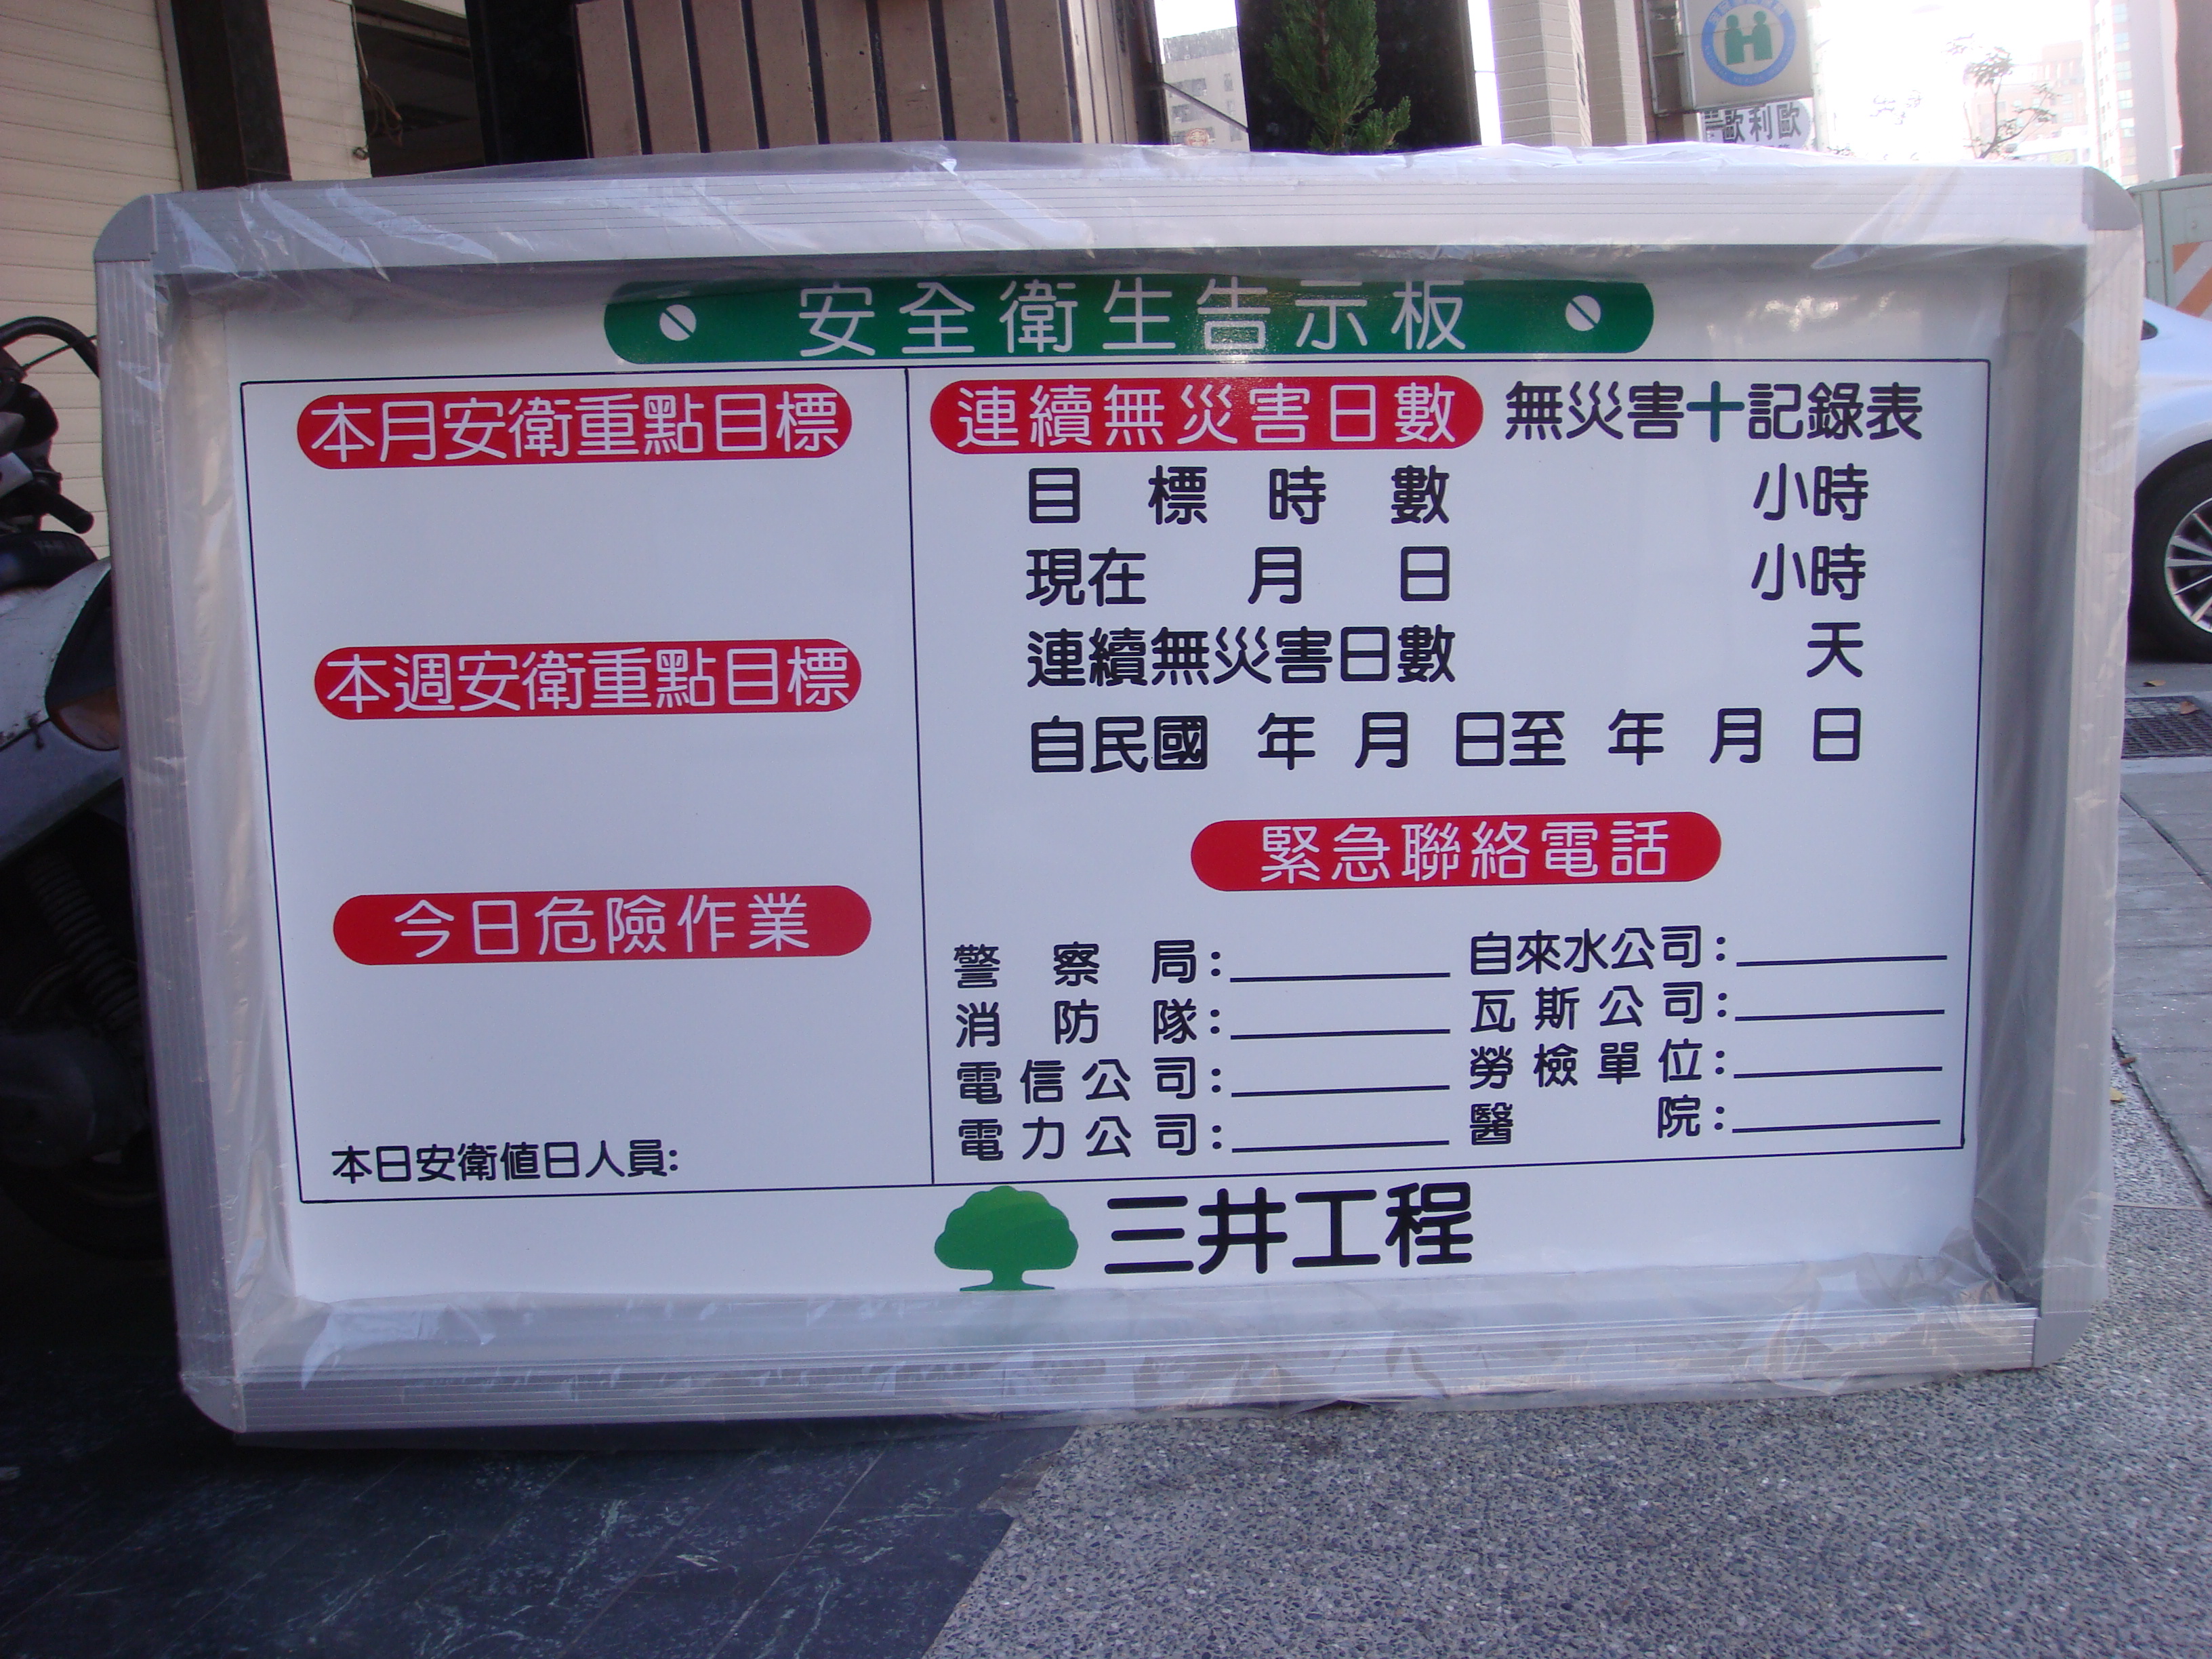 歐利歐
安全衛生告示板
本月安衛重點目標
本週安衛重點目標
今日危險作業
本日安衛值日人員:
連續無災害日數 無災害十記錄表
目標時數 小時
現在 月 日 小時
連續無災害日數 天
自民國 年 月 日至 年 月 日
緊急聯絡電話
警察局: 自來水公司:
消防隊: 瓦斯公司:
電信公司: 勞檢單位:
電力公司: 醫院:
三井工程